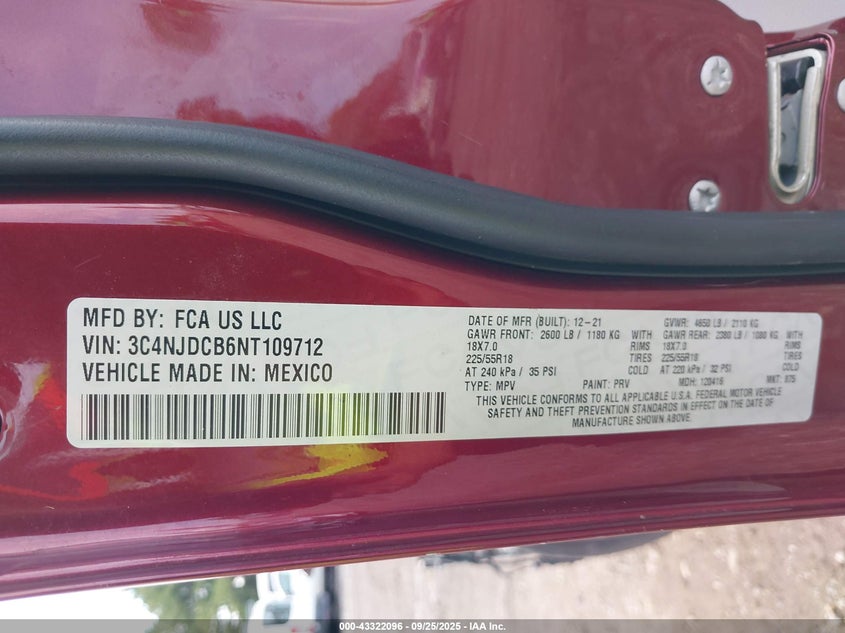 MFD BY: FCA US LLC
VIN: 3C4NJDCB6NT109712
VEHICLE MADE IN: MEXICO
DATE OF MFR (BUILT): 12-21 GVWR: 4650 LB / 2110 KG
GAWR FRONT: 2600 LB / 1180 KG WITH GAWR REAR: 2380 LB / 1080 KG WITH
18X7.0 RIMS 18X7.0 RIMS
225/55R18 TIRES 225/55R18 TIRES
AT 240 kPa / 35 PSI COLD AT 220 kPa / 32 PSI COLD
TYPE: MPV PAINT: PRV MDH: 120416 MKT: 875
THIS VEHICLE CONFORMS TO ALL APPLICABLE U.S.A. FEDERAL MOTOR VEHICLE
SAFETY AND THEFT PREVENTION STANDARDS IN EFFECT ON THE DATE OF
MANUFACTURE SHOWN ABOVE.
000-43322096 - 09/25/2025 - IAA Inc.